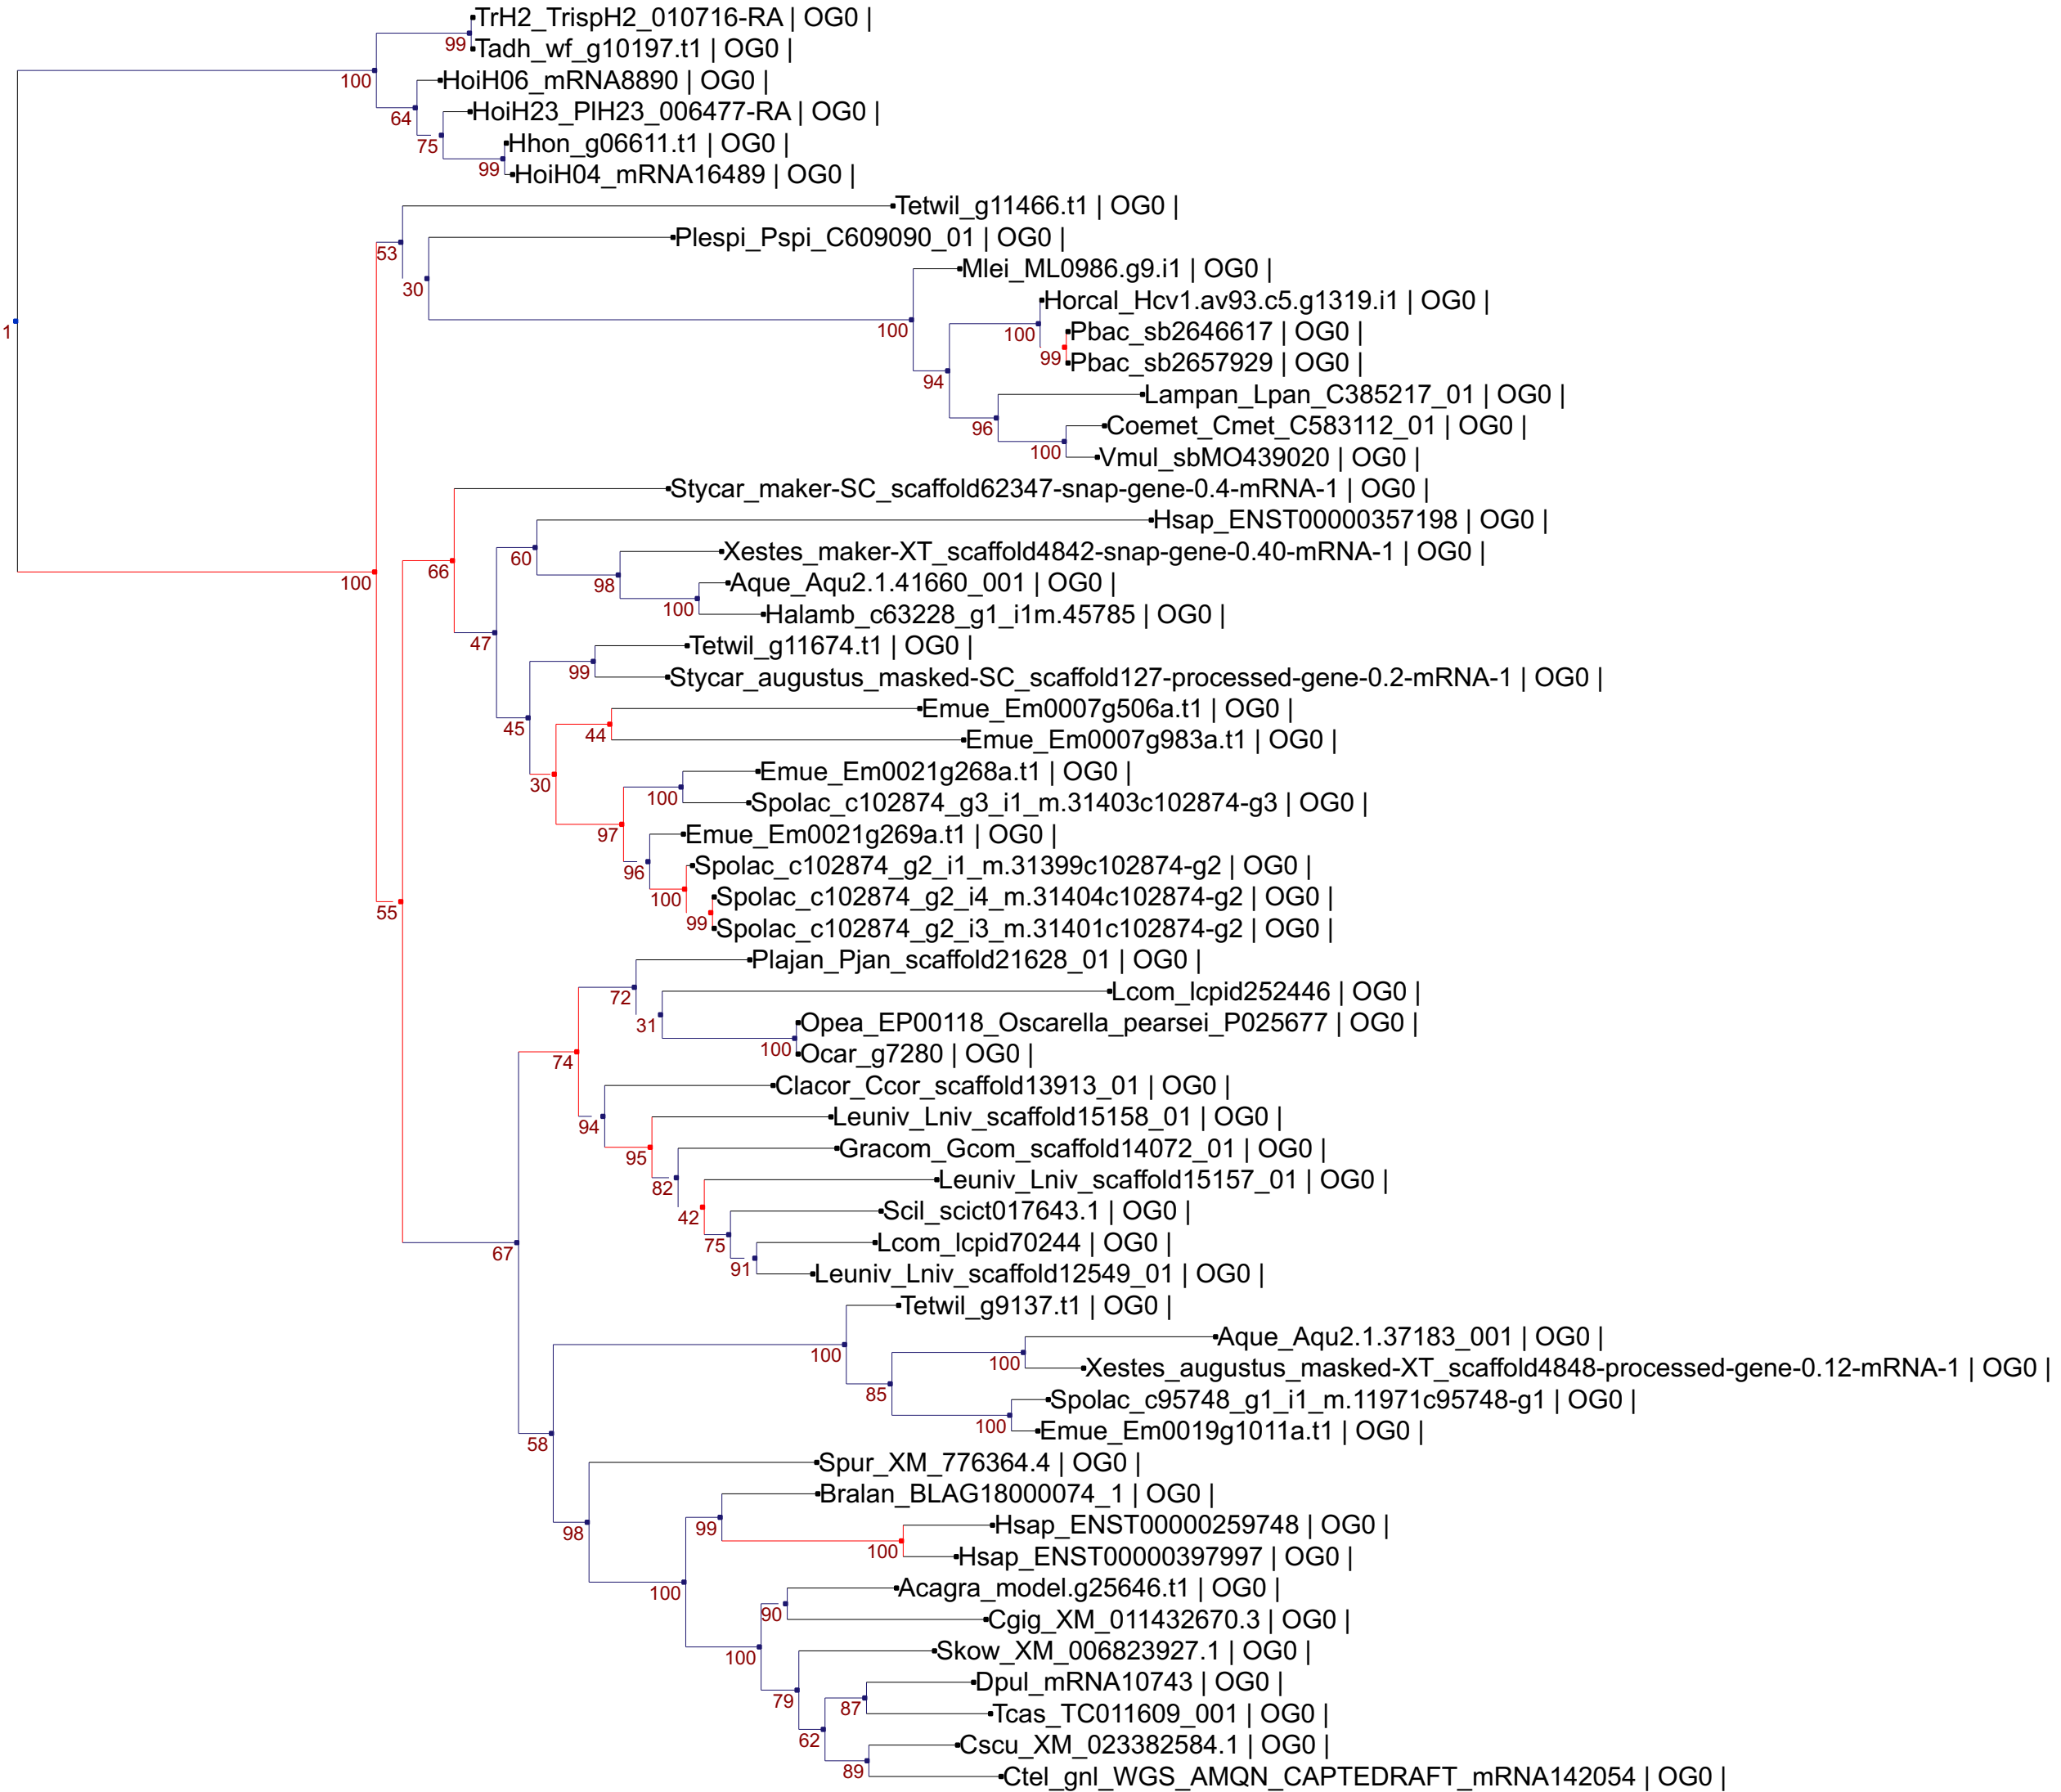 TrH2_TrispH2_010716-RA | OG0 |
99
Tadh_wf_g10197.t1 | OG0 |
100
HoiH06_mRNA8890 | OG0 |
64
HoiH23_PlH23_006477-RA | OG0 |
75
Hhon_g06611.t1 | OG0 |
99
HoiH04_mRNA16489 | OG0 |
Tetwil_g11466.t1 | OG0 |
53
Plespi_Pspi_C609090_01 | OG0 |
30
Mlei_ML0986.g9.i1 | OG0 |
Horcal_Hcv1.av93.c5.g1319.i1 | OG0 |
1
100
100
Pbac_sb2646617 | OG0 |
99
Pbac_sb2657929 | OG0 |
94
Lampan_Lpan_C385217_01 | OG0 |
96
Coemet_Cmet_C583112_01 | OG0 |
100
Vmul_sbMO439020 | OG0 |
Stycar_maker-SC_scaffold62347-snap-gene-0.4-mRNA-1 | OG0 |
Hsap_ENST00000357198 | OG0 |
60
Xestes_maker-XT_scaffold4842-snap-gene-0.40-mRNA-1 | OG0 |
66
100
98
Aque_Aqu2.1.41660_001 | OG0 |
100
Halamb_c63228_g1_i1m.45785 | OG0 |
47
Tetwil_g11674.t1 | OG0 |
99
Stycar_augustus_masked-SC_scaffold127-processed-gene-0.2-mRNA-1 | OG0 |
Emue_Em0007g506a.t1 | OG0 |
45
44
Emue_Em0007g983a.t1 | OG0 |
Emue_Em0021g268a.t1 | OG0 |
30
100
Spolac_c102874_g3_i1_m.31403c102874-g3 | OG0 |
97
Emue_Em0021g269a.t1 | OG0 |
96
Spolac_c102874_g2_i1_m.31399c102874-g2 | OG0 |
100
Spolac_c102874_g2_i4_m.31404c102874-g2 | OG0 |
55
99
Spolac_c102874_g2_i3_m.31401c102874-g2 | OG0 |
Plajan_Pjan_scaffold21628_01 | OG0 |
72
Lcom_lcpid252446 | OG0 |
31
Opea_EP00118_Oscarella_pearsei_P025677 | OG0 |
100
Ocar_g7280 | OG0 |
74
Clacor_Ccor_scaffold13913_01 | OG0 |
94
Leuniv_Lniv_scaffold15158_01 | OG0 |
95
Gracom_Gcom_scaffold14072_01 | OG0 |
82
Leuniv_Lniv_scaffold15157_01 | OG0 |
42
Scil_scict017643.1 | OG0 |
75
Lcom_lcpid70244 | OG0 |
67
91
Leuniv_Lniv_scaffold12549_01 | OG0 |
Tetwil_g9137.t1 | OG0 |
100
Aque_Aqu2.1.37183_001 | OG0 |
100
Xestes_augustus_masked-XT_scaffold4848-processed-gene-0.12-mRNA-1 | OG0 |
85
Spolac_c95748_g1_i1_m.11971c95748-g1 | OG0 |
100
Emue_Em0019g1011a.t1 | OG0 |
58
Spur_XM_776364.4 | OG0 |
Bralan_BLAG18000074_1 | OG0 |
98
99
Hsap_ENST00000259748 | OG0 |
100
Hsap_ENST00000397997 | OG0 |
100
Acagra_model.g25646.t1 | OG0 |
90
Cgig_XM_011432670.3 | OG0 |
100
Skow_XM_006823927.1 | OG0 |
79
Dpul_mRNA10743 | OG0 |
87
Tcas_TC011609_001 | OG0 |
62
Cscu_XM_023382584.1 | OG0 |
89
Ctel_gnl_WGS_AMQN_CAPTEDRAFT_mRNA142054 | OG0 |